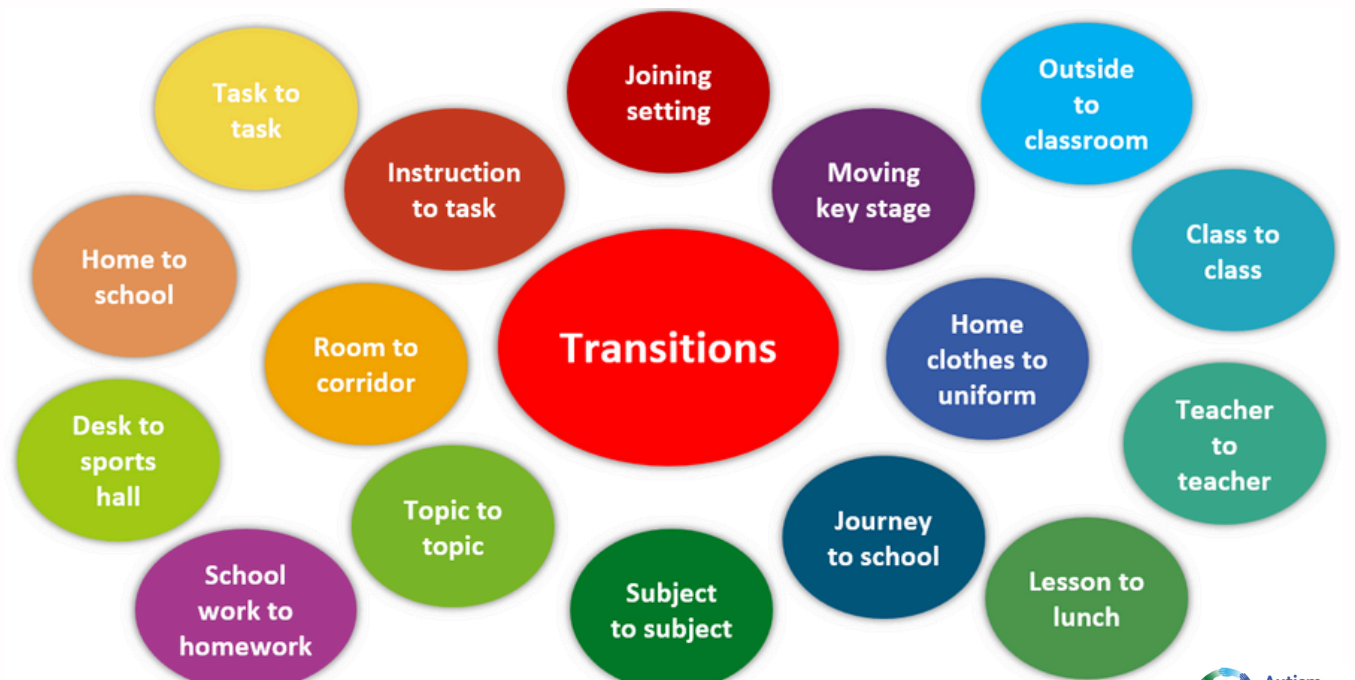 Task to
task
Joining
setting
Outside
to
classroom
Instruction
to task
Moving
key stage
Home to
school
Class to
class
Room to
corridor
Transitions
Home
clothes to
uniform
Desk to
sports
hall
Teacher
to
teacher
Topic to
topic
Journey
to school
School
work to
homework
Subject
to subject
Lesson to
lunch
Autism